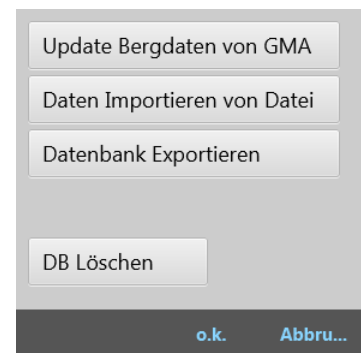 Update Bergdaten von GMA
Daten Importieren von Datei
Datenbank Exportieren
DB Löschen
o.k. Abbru...